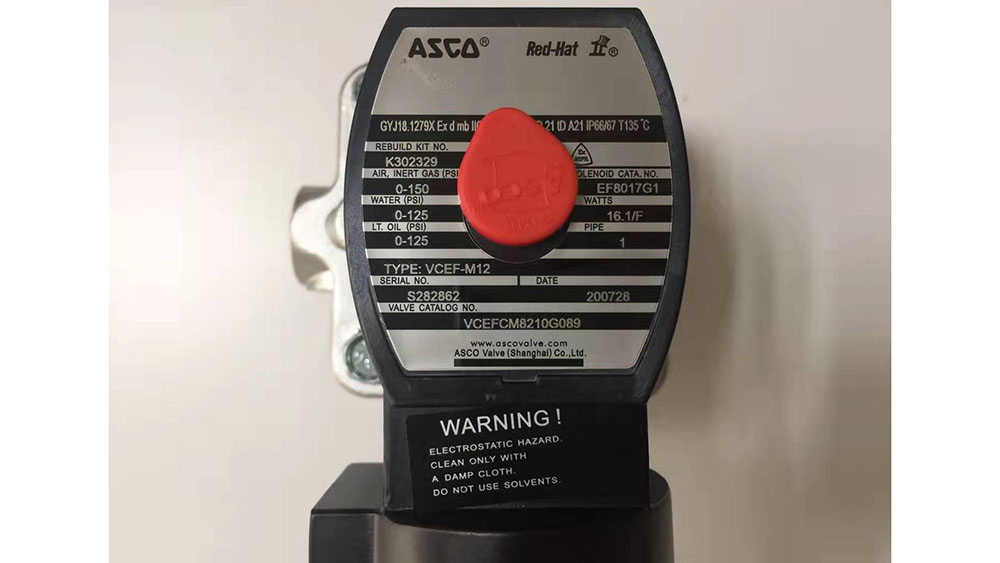 ASCO® Red-Hat II®
GYJ18.1279X Ex d mb 21 tD A21 IP66/67 T135 °C
REBUILD KIT NO.
K302329
AIR, INERT GAS (PSI SOLENOID CATA. NO.
0-150 EF8017G1
WATER (PSI) WATTS
0-125 16.1/F
LT. OIL (PSI) PIPE
0-125 1
TYPE: VCEF-M12
SERIAL NO. DATE
S282862 200728
VALVE CATALOG NO.
VCEFCM8210G089
www.ascovalve.com
ASCO Valve (Shanghai) Co.,Ltd.
WARNING !
ELECTROSTATIC HAZARD.
CLEAN ONLY WITH
A DAMP CLOTH.
DO NOT USE SOLVENTS.